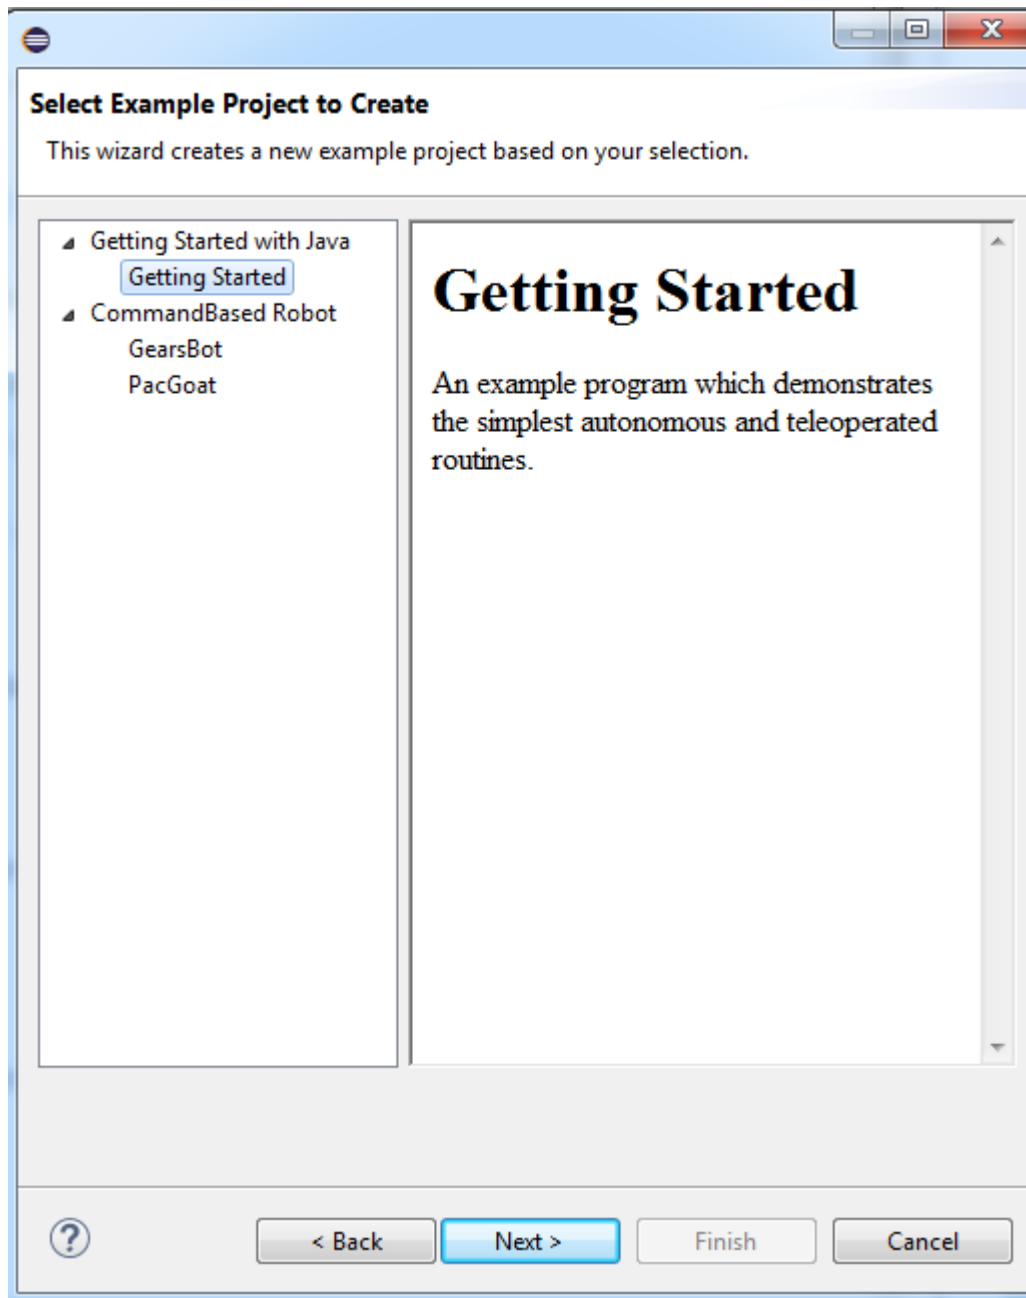 Select Example Project to Create
This wizard creates a new example project based on your selection.
Getting Started with Java
Getting Started
CommandBased Robot
GearsBot
PacGoat
Getting Started
An example program which demonstrates
the simplest autonomous and teleoperated
routines.
?
< Back
Next >
Finish
Cancel